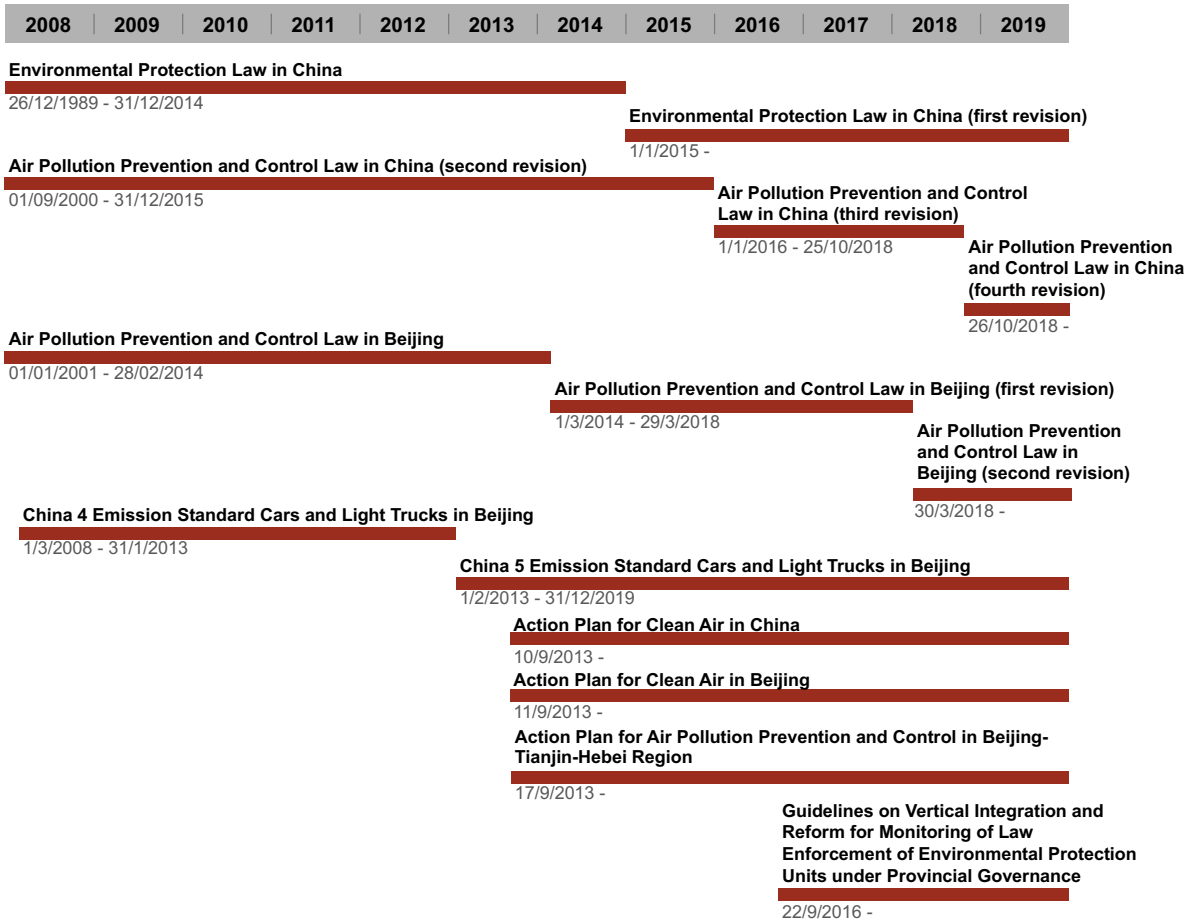 2008 2009 2010 2011 2012 2013 2014 2015 2016 2017 2018 2019
Environmental Protection Law in China
26/12/1989 - 31/12/2014
Environmental Protection Law in China (first revision)
1/1/2015 -
Air Pollution Prevention and Control Law in China (second revision)
01/09/2000 - 31/12/2015
Air Pollution Prevention and Control
Law in China (third revision)
1/1/2016 - 25/10/2018
Air Pollution Prevention
and Control Law in China
(fourth revision)
26/10/2018 -
Air Pollution Prevention and Control Law in Beijing
01/01/2001 - 28/02/2014
Air Pollution Prevention and Control Law in Beijing (first revision)
1/3/2014 - 29/3/2018
Air Pollution Prevention
and Control Law in
Beijing (second revision)
30/3/2018 -
China 4 Emission Standard Cars and Light Trucks in Beijing
1/3/2008 - 31/1/2013
China 5 Emission Standard Cars and Light Trucks in Beijing
1/2/2013 - 31/12/2019
Action Plan for Clean Air in China
10/9/2013 -
Action Plan for Clean Air in Beijing
11/9/2013 -
Action Plan for Air Pollution Prevention and Control in Beijing-
Tianjin-Hebei Region
17/9/2013 -
Guidelines on Vertical Integration and
Reform for Monitoring of Law
Enforcement of Environmental Protection
Units under Provincial Governance
22/9/2016 -